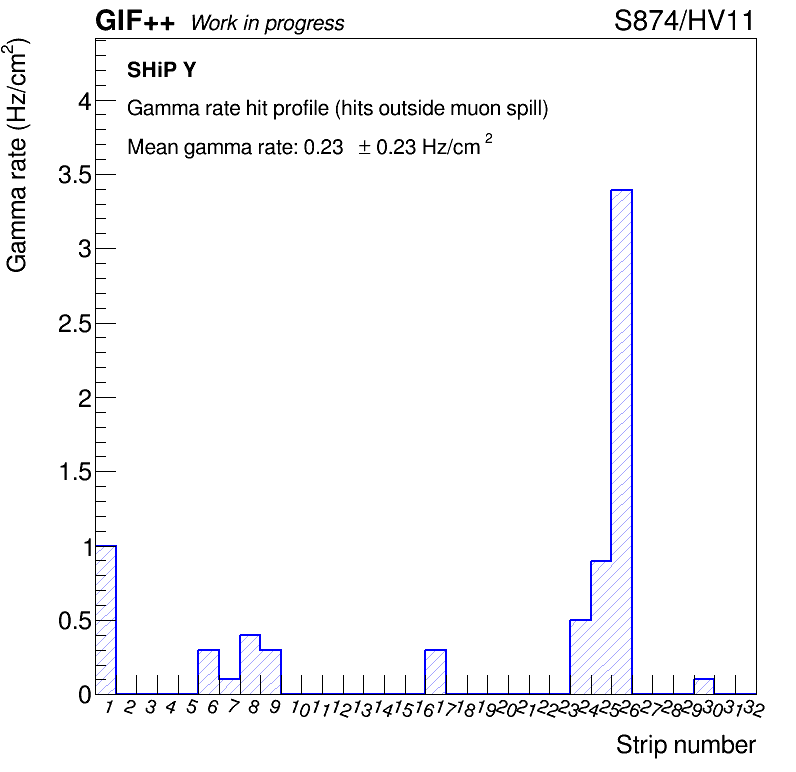 GIF++ Work in progress S874/HV11
Gamma rate (Hz/cm2)
SHiP Y
Gamma rate hit profile (hits outside muon spill)
Mean gamma rate: 0.23 ± 0.23 Hz/cm 2
4
3.5
3
2.5
2
1.5
1
0.5
0
1 2 3 4 5 6 7 8 9 10 11 12 13 14 15 16 17 18 19 20 21 22 23 24 25 26 27 28 29 30 31 32
Strip number